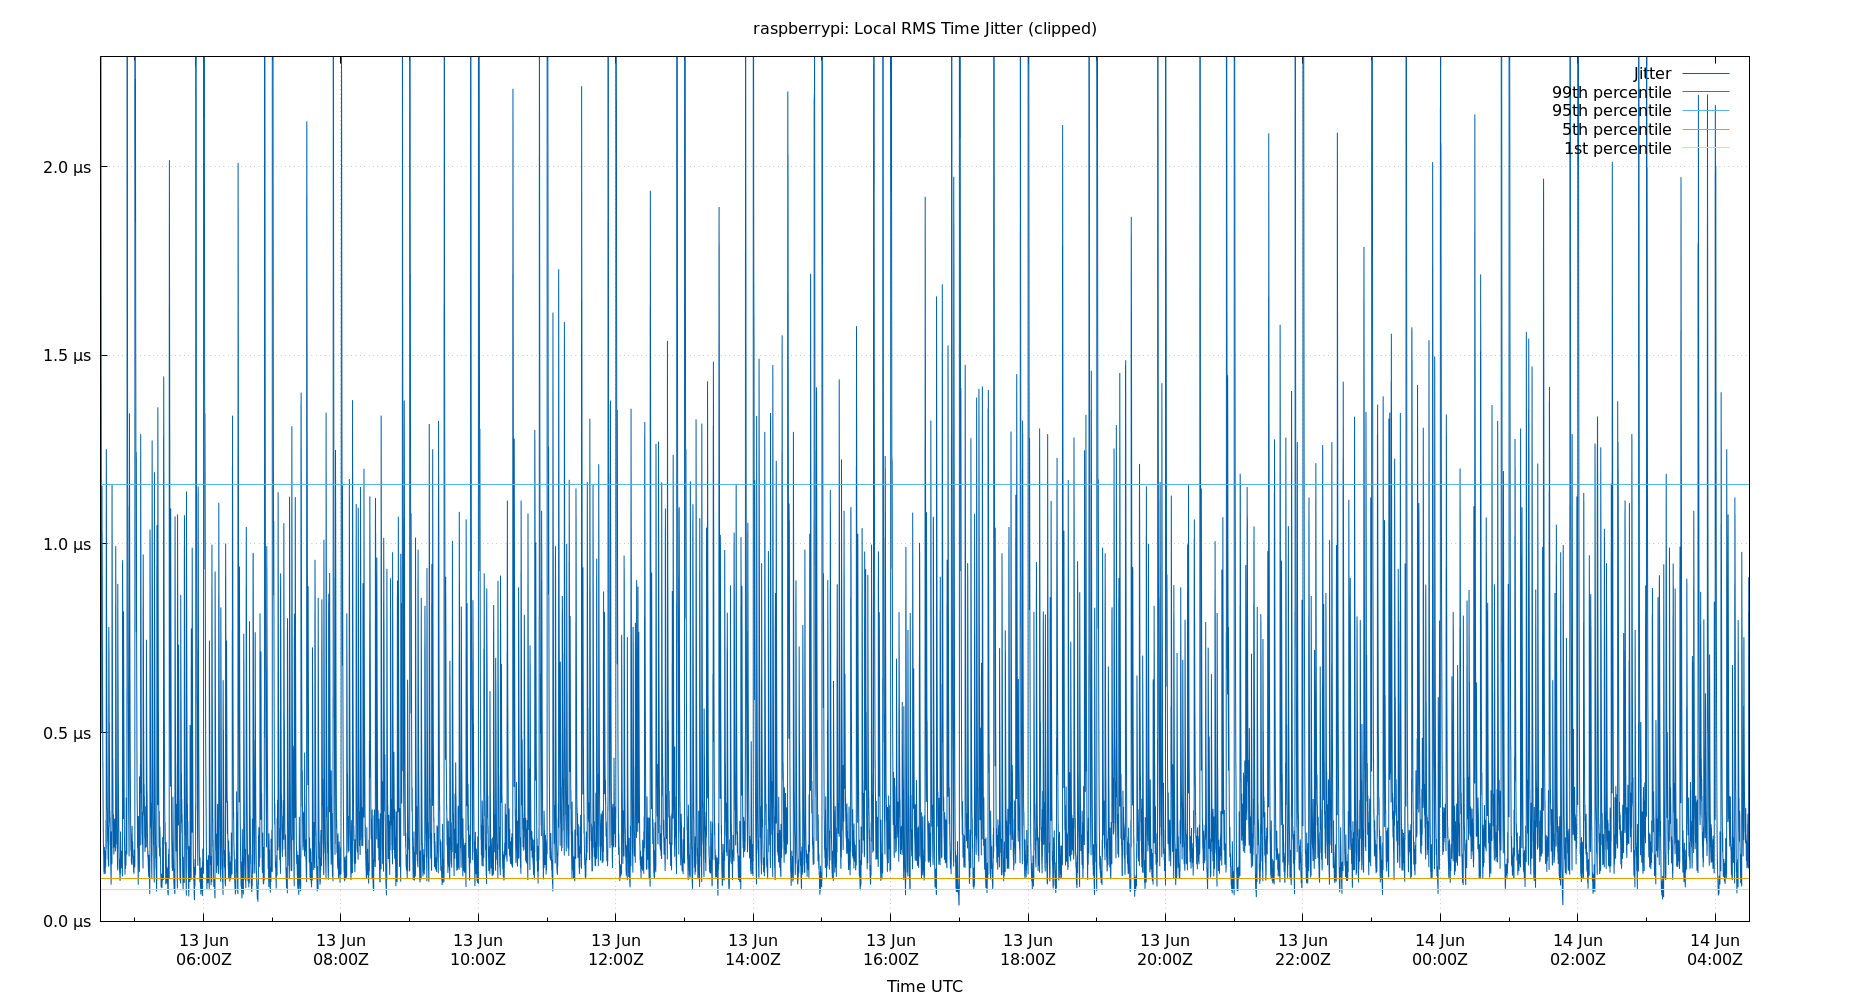 raspberrypi: Local RMS Time Jitter (clipped)
Jitter
99th percentile
95th percentile
5th percentile
1st percentile
2.0 µs
1.5 µs
1.0 µs
0.5 µs
0.0 µs
13 Jun 13 Jun 13 Jun 13 Jun 13 Jun 13 Jun 13 Jun 13 Jun 13 Jun 14 Jun 14 Jun 14 Jun
06:00Z 08:00Z 10:00Z 12:00Z 14:00Z 16:00Z 18:00Z 20:00Z 22:00Z 00:00Z 02:00Z 04:00Z
Time UTC